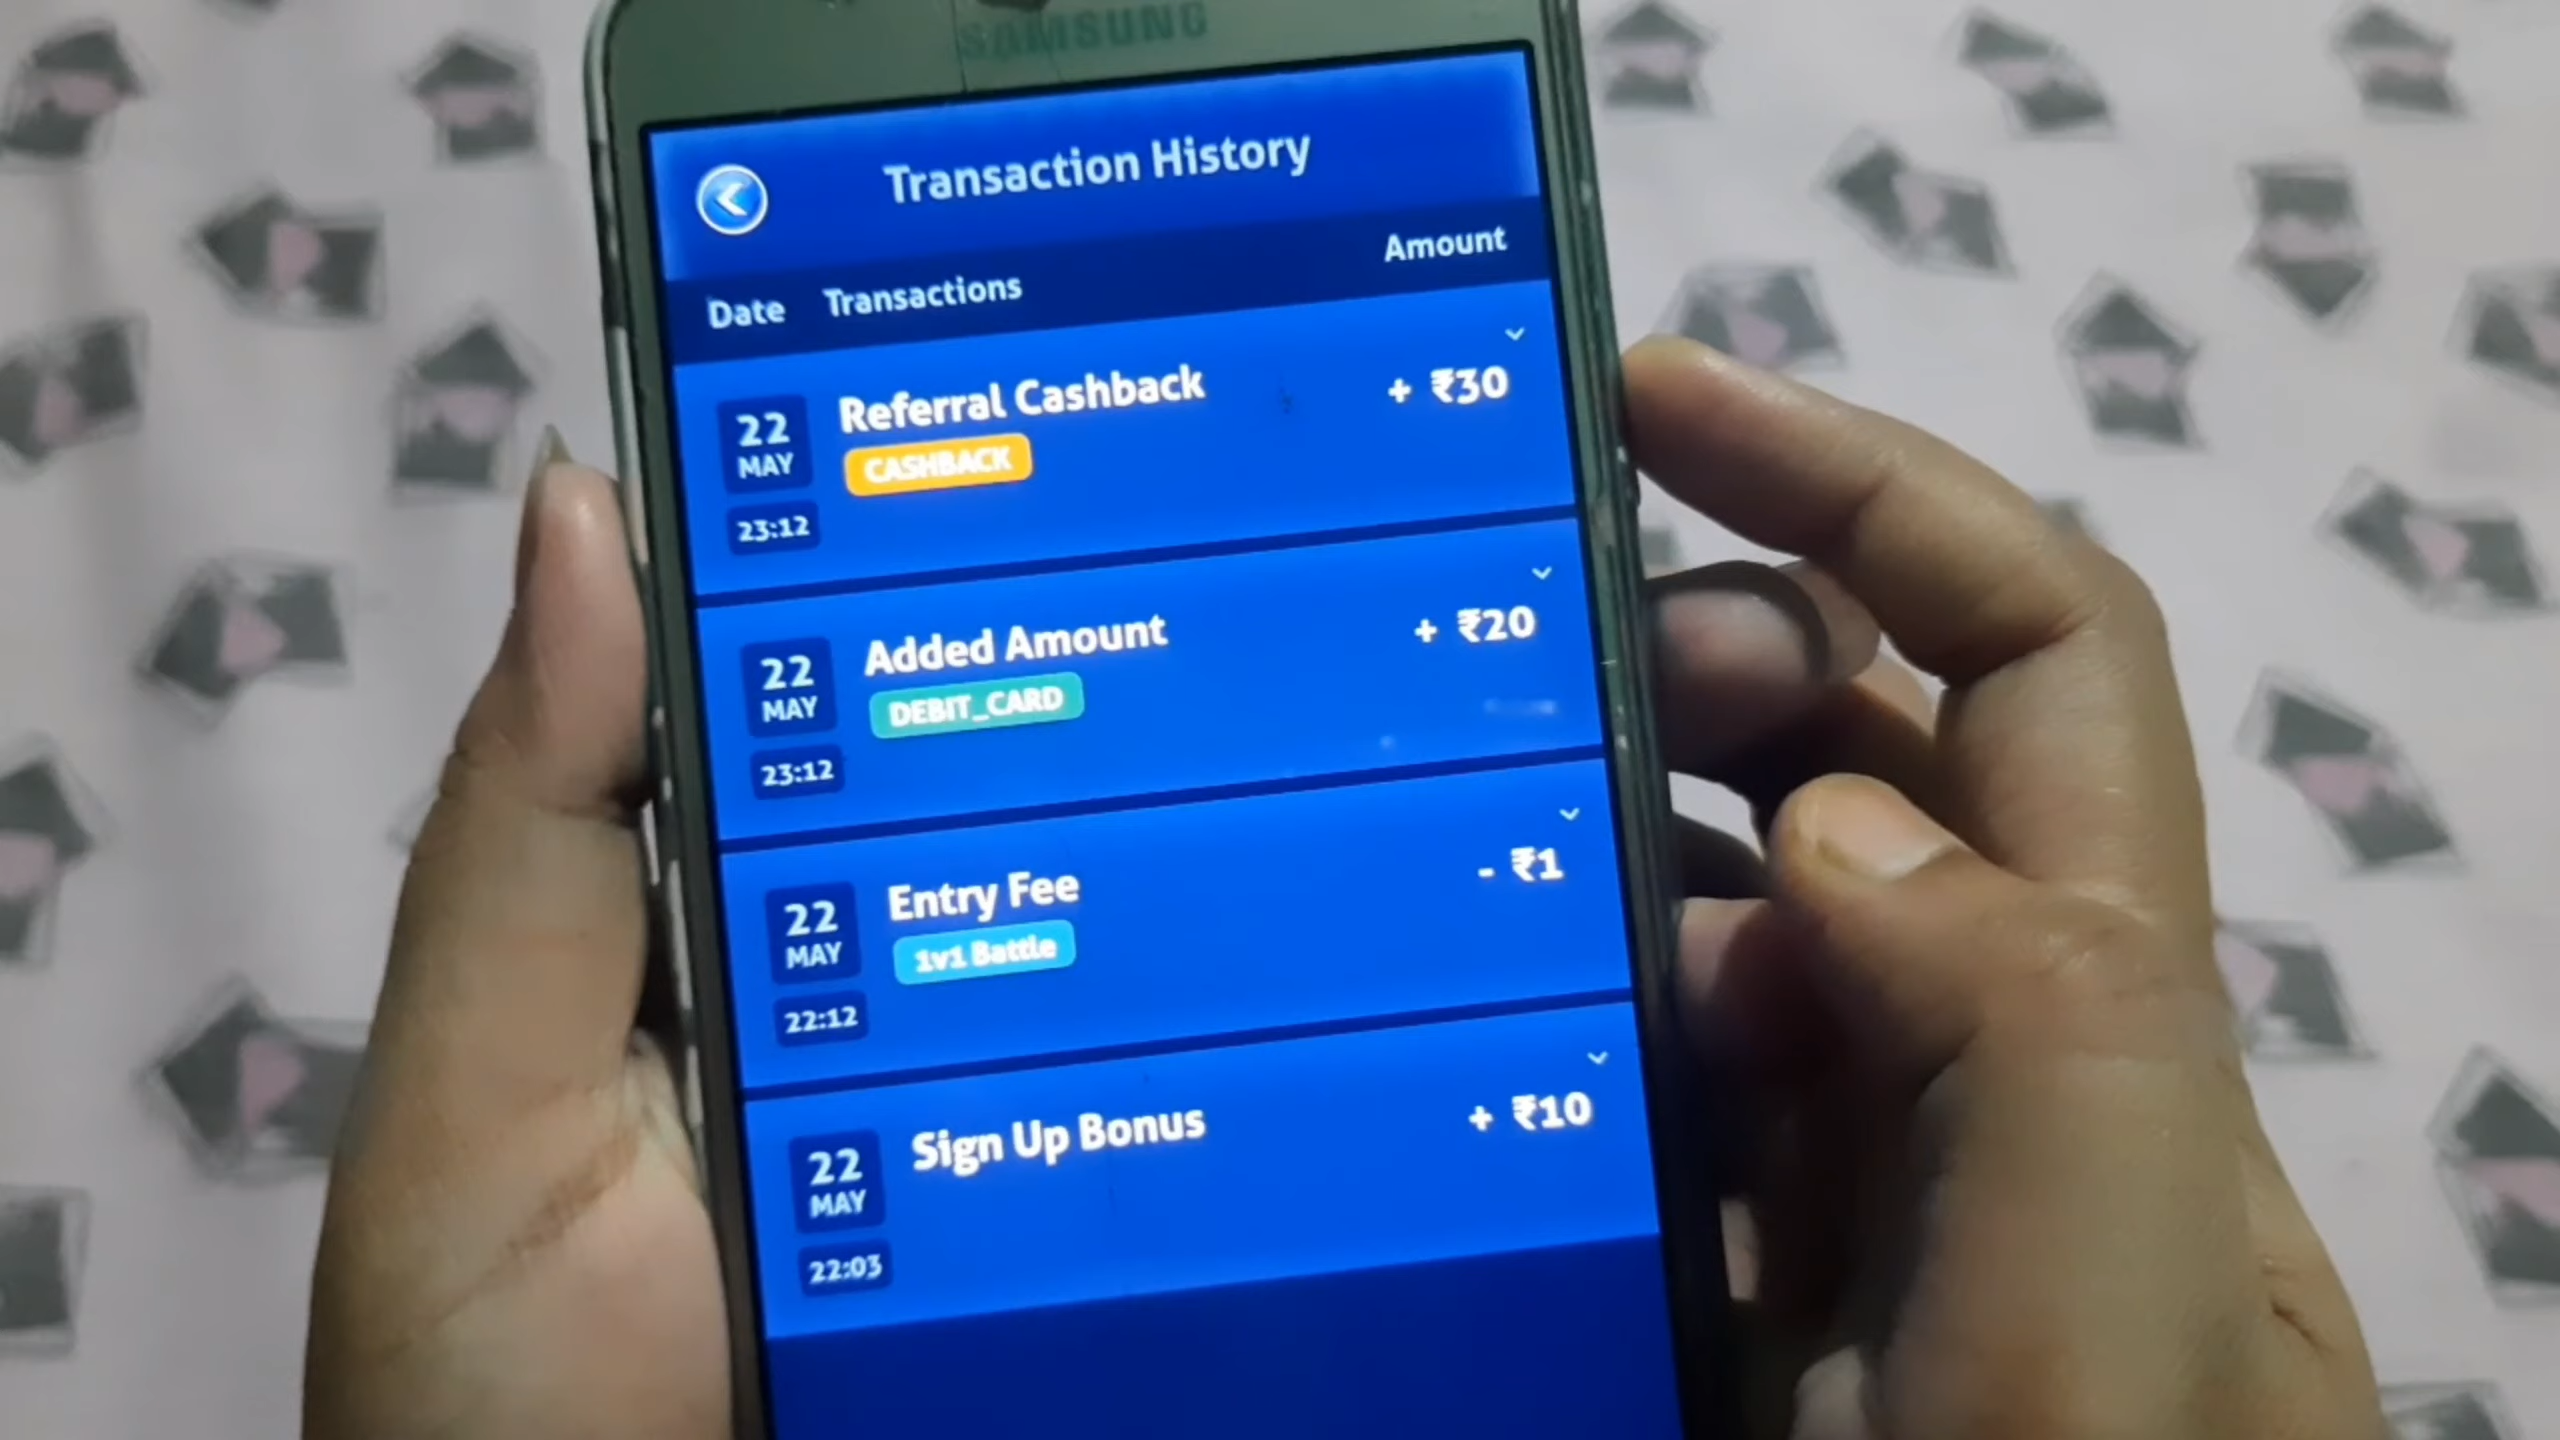 SAMSUNG
Transaction History
Date Transactions Amount
22 MAY 23:12 Referral Cashback CASHBACK + ₹30
22 MAY 23:12 Added Amount DEBIT_CARD + ₹20
22 MAY 22:12 Entry Fee 1v1 Battle - ₹1
22 MAY 22:03 Sign Up Bonus + ₹10